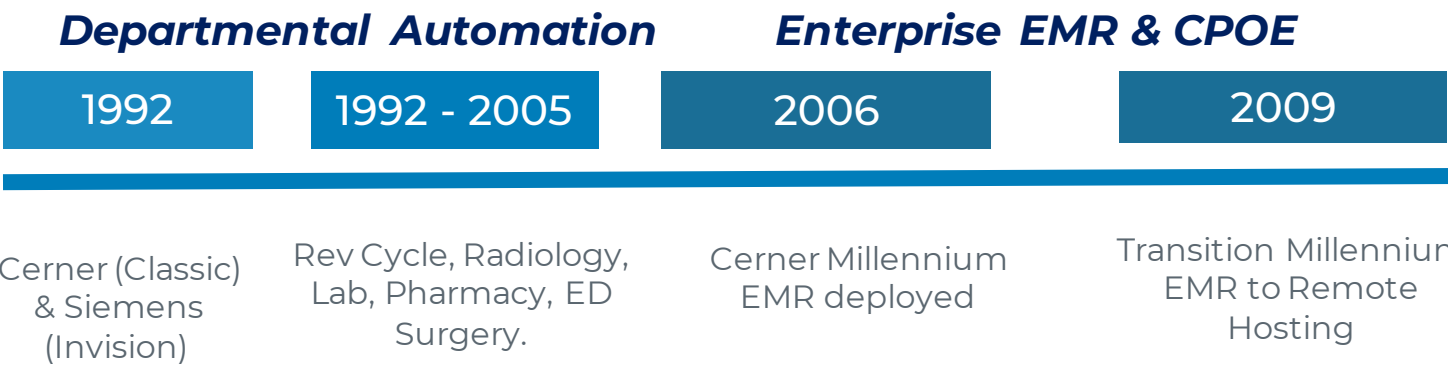 Departmental Automation
Enterprise EMR & CPOE
1992
1992 - 2005
2006
2009
Cerner (Classic)
& Siemens
(Invision)
Rev Cycle, Radiology,
Lab, Pharmacy, ED
Surgery.
Cerner Millennium
EMR deployed
Transition Millennium
EMR to Remote
Hosting